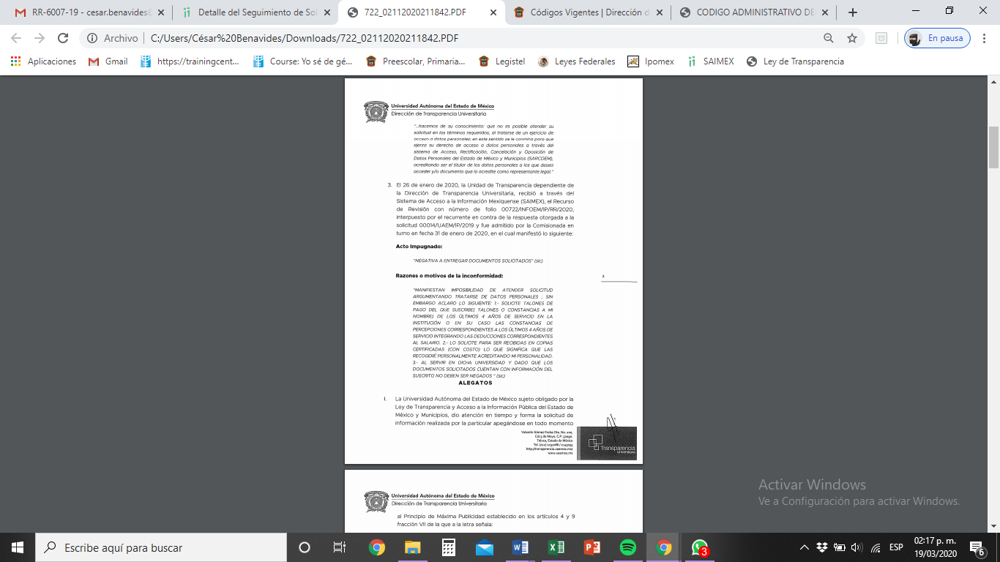 RR-6007-19 - cesar.benavides@
Detalle del Seguimiento de Sol
722_02112020211842.PDF
Códigos Vigentes | Dirección d
CODIGO ADMINISTRATIVO DE
Archivo
C:/Users/César%20Benavides/Downloads/722_02112020211842.PDF
En pausa
Aplicaciones
Gmail
https://trainingcent...
Course: Yo sé de gé...
Preescolar, Primaria...
Legistel
Leyes Federales
Ipomex
SAIMEX
Ley de Transparencia
Universidad Autónoma del Estado de México
Dirección de Transparencia Universitaria
"...hacemos de su conocimiento: que no es posible atender su
solicitud en los términos requeridos, al tratarse de un ejercicio de
acceso a datos personales; en este sentido se le conmina para que
ejerza su derecho de acceso a datos personales a través del
sistema de Acceso, Rectificación, Cancelación y Oposición de
Datos Personales del Estado de México y Municipios (SARCOEM),
acreditando ser el titular de los datos personales a los que desea
acceder y/o documento que lo acredite como representante legal."
3. El 26 de enero de 2020, la Unidad de Transparencia dependiente de
la Dirección de Transparencia Universitaria, recibió a través del
Sistema de Acceso a la Información Mexiquense (SAIMEX), el Recurso
de Revisión con número de folio 00722/INFOEM/IP/RR/2020,
interpuesto por el recurrente en contra de la respuesta otorgada a la
solicitud 00014/UAEM/IP/2019 y fue admitido por la Comisionada en
turno en fecha 31 de enero de 2020, en el cual manifestó lo siguiente:
Acto Impugnado:
"NEGATIVA A ENTREGAR DOCUMENTOS SOLICITADOS" (sic)
Razones o motivos de la inconformidad:
2.
"MANIFIESTAN IMPOSIBILIDAD DE ATENDER SOLICITUD
ARGUMENTANDO TRATARSE DE DATOS PERSONALES ; SIN
EMBARGO ACLARO LO SIGUIENTE: 1.- SOLICITE TALONES DE
PAGO DEL QUE SUSCRIBE( TALONES O CONSTANCIAS A MI
NOMBRE) DE LOS ÚLTIMOS 4 AÑOS DE SERVICIO EN LA
INSTITUCIÓN O EN SU CASO LAS CONSTANCIAS DE
PERCEPCIONES CORRESPONDIENTES A LOS ÚLTIMOS 4 AÑOS DE
SERVICIO INTEGRANDO LAS DEDUCCIONES CORRESPONDIENTES
AL SALARIO. 2.- LO SOLICITE PARA SER RECIBIDAS EN COPIAS
CERTIFICADAS (CON COSTO) LO QUE SIGNIFICA QUE LAS
RECOGERÉ PERSONALMENTE ACREDITANDO MI PERSONALIDAD.
3.- AL SERVIR EN DICHA UNIVERSIDAD Y DADO QUE LOS
DOCUMENTOS SOLICITADOS CUENTAN CON INFORMACIÓN DEL
SUSCRITO NO DEBEN SER NEGADOS " (sic)
ALEGATOS
I. La Universidad Autónoma del Estado de México sujeto obligado por la
Ley de Transparencia y Acceso a la Información Pública del Estado de
México y Municipios, dio atención en tiempo y forma la solicitud de
información realizada por la particular apegándose en todo momento
Valentín Gómez Farías Ote. No. 200,
Col.5 de Mayo. C.P. 50090.
Toluca, Estado de México
http://transparencia.uaemex.mx/
www.uaemex.mx
Transparencia
Universitaria
Universidad Autónoma del Estado de México
Dirección de Transparencia Universitaria
al Principio de Máxima Publicidad establecido en los artículos 4 y 9
fracción VII de la que a la letra señala:
Activar Windows
Ve a Configuración para activar Windows.
Escribe aquí para buscar
3
ESP
02:17 p. m.
19/03/2020
6